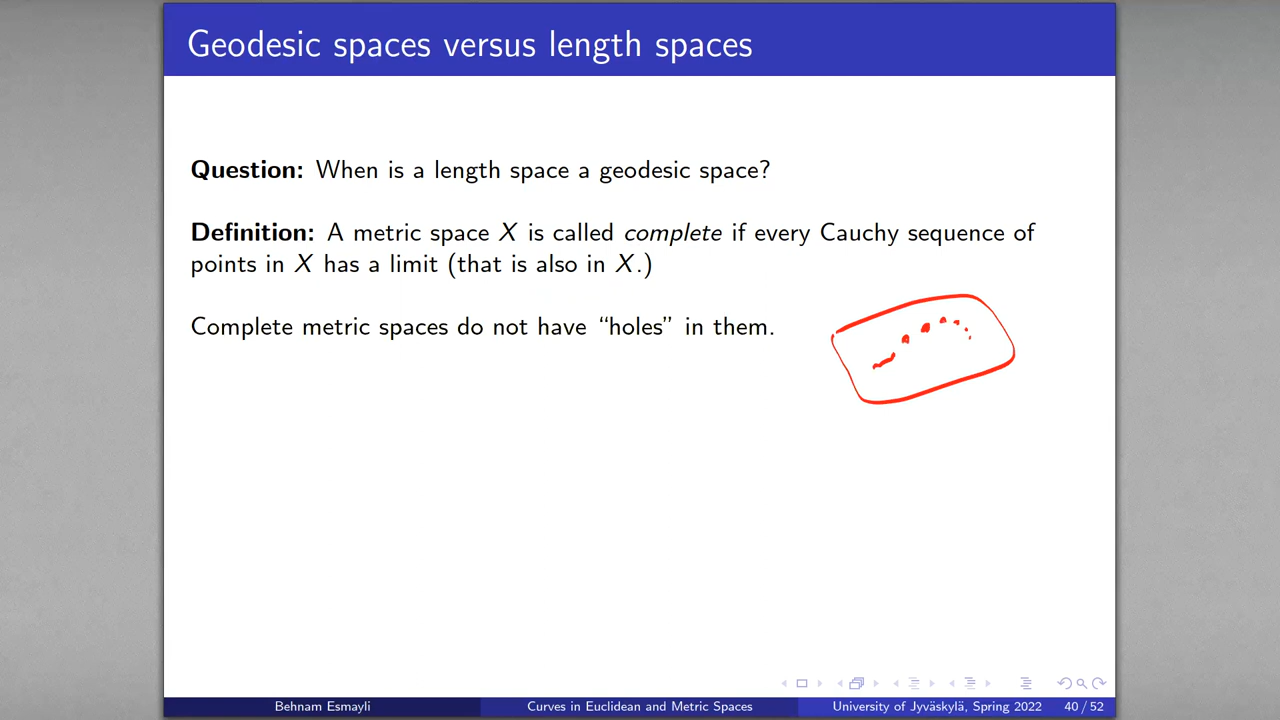 Geodesic spaces versus length spaces
Question: When is a length space a geodesic space?
Definition: A metric space X is called complete if every Cauchy sequence of
points in X has a limit (that is also in X.)
Complete metric spaces do not have “holes” in them.
Behnam Esmayli Curves in Euclidean and Metric Spaces University of Jyväskylä, Spring 2022 40 / 52